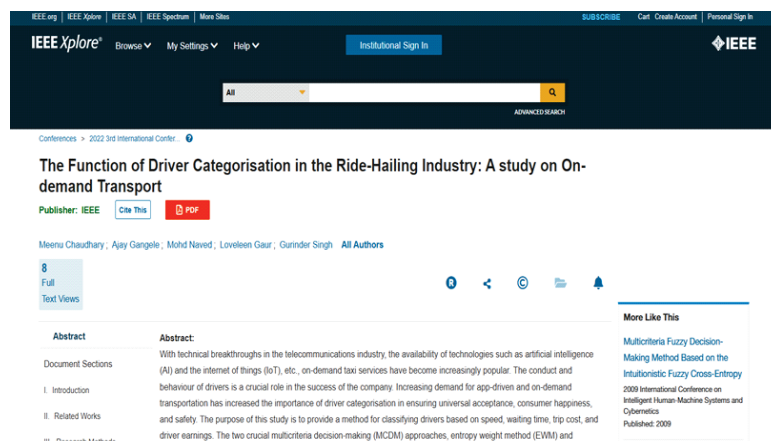 IEEE.org | IEEE Xplore | IEEE SA | IEEE Spectrum | More Sites SUBSCRIBE Cart Create Account | Personal Sign In
IEEE Xplore® Browse My Settings Help Institutional Sign In IEEE
All
ADVANCED SEARCH
Conferences > 2022 3rd International Confer...
The Function of Driver Categorisation in the Ride-Hailing Industry: A study on On-
demand Transport
Publisher: IEEE Cite This PDF
Meenu Chaudhary ; Ajay Gangele ; Mohd Naved ; Loveleen Gaur ; Gurinder Singh All Authors
8
Full
Text Views
R ©
More Like This
Multicriteria Fuzzy Decision-
Making Method Based on the
Intuitionistic Fuzzy Cross-Entropy
2009 International Conference on
Intelligent Human-Machine Systems and
Cybernetics
Published: 2009
Abstract
Document Sections
I. Introduction
II. Related Works
III. Research Methods
Abstract:
With technical breakthroughs in the telecommunications industry, the availability of technologies such as artificial intelligence
(AI) and the internet of things (IoT), etc., on-demand taxi services have become increasingly popular. The conduct and
behaviour of drivers is a crucial role in the success of the company. Increasing demand for app-driven and on-demand
transportation has increased the importance of driver categorisation in ensuring universal acceptance, consumer happiness,
and safety. The purpose of this study is to provide a method for classifying drivers based on speed, waiting time, trip cost, and
driver earnings. The two crucial multicriteria decision-making (MCDM) approaches, entropy weight method (EWM) and